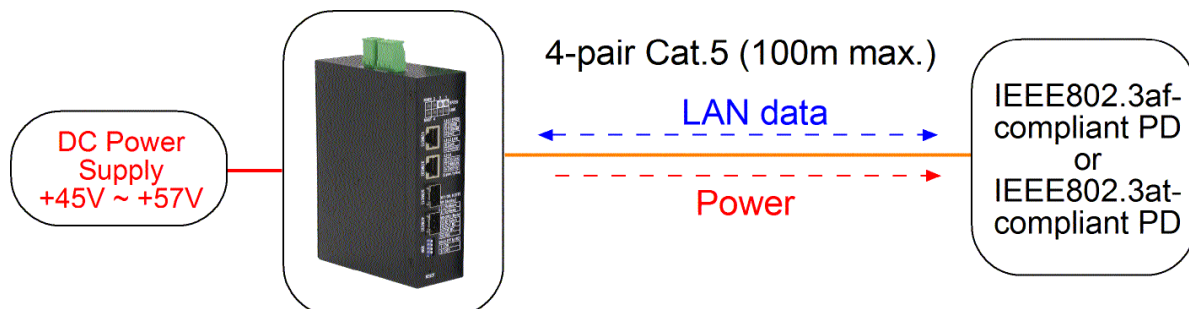 DC Power
Supply
+45V ~ +57V
4-pair Cat.5 (100m max.)
LAN data
Power
IEEE802.3af-
compliant PD
or
IEEE802.3at-
compliant PD